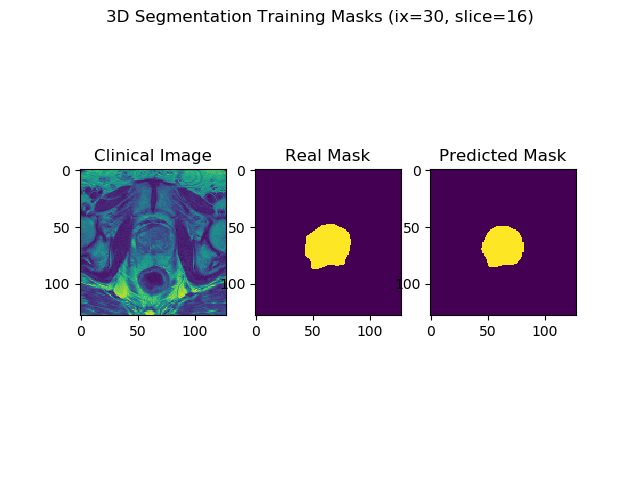 3D Segmentation Training Masks (ix=30, slice=16)
Clinical Image Real Mask Predicted Mask
0 0 0
50 50 50
100 100 100
0 50 100 0 50 100 0 50 100